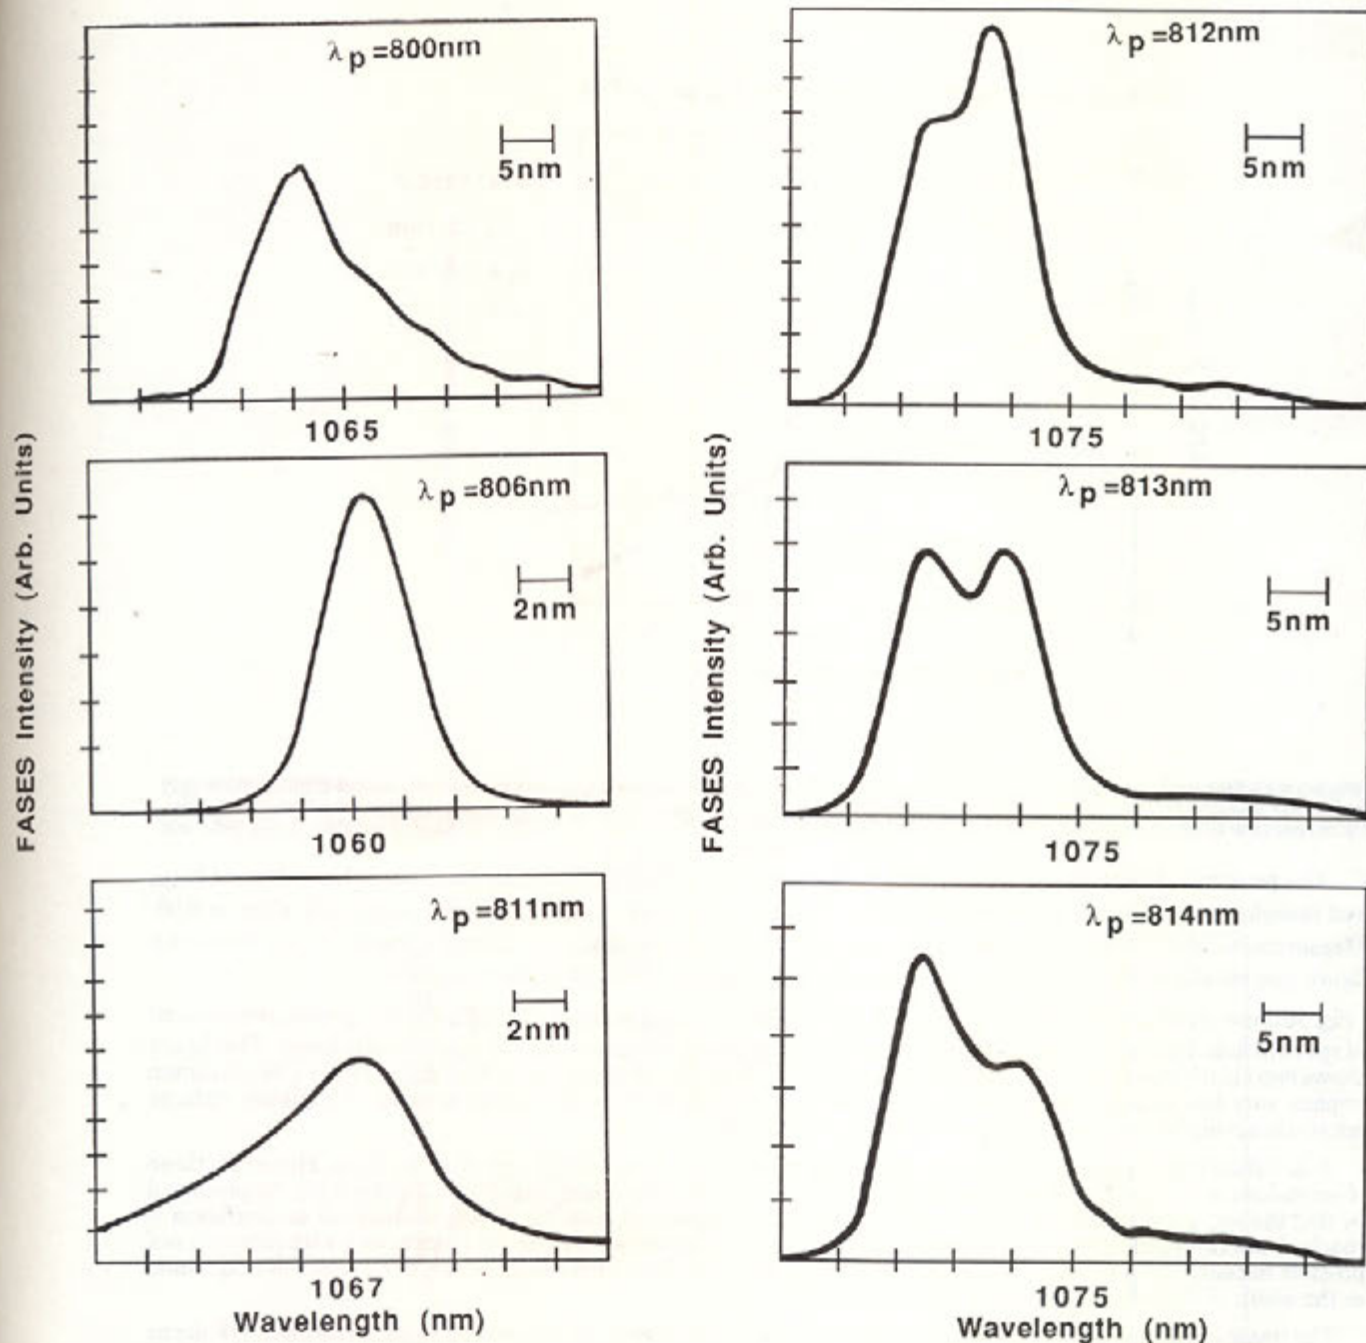 λp=800nm
5nm
1065
λp=806nm
2nm
1060
λp=811nm
2nm
1067
Wavelength (nm)
FASES Intensity (Arb. Units)
λp=812nm
5nm
1075
λp=813nm
5nm
1075
λp=814nm
5nm
1075
Wavelength (nm)
FASES Intensity (Arb. Units)